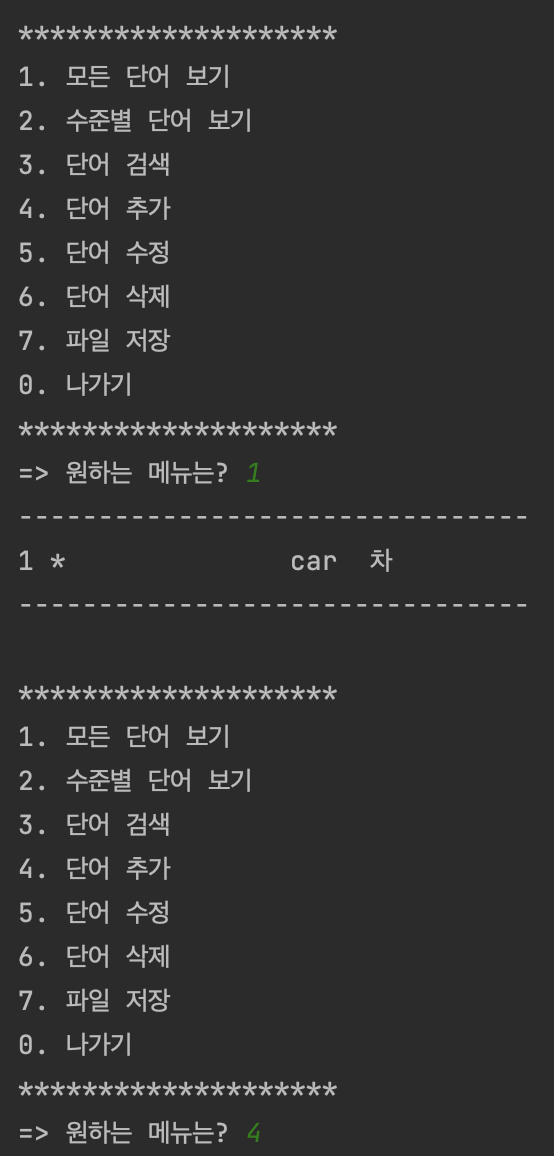 ********************
1. 모든 단어 보기
2. 수준별 단어 보기
3. 단어 검색
4. 단어 추가
5. 단어 수정
6. 단어 삭제
7. 파일 저장
0. 나가기
********************
=> 원하는 메뉴는? 1
--------------------------------
1 *              car  차
--------------------------------

********************
1. 모든 단어 보기
2. 수준별 단어 보기
3. 단어 검색
4. 단어 추가
5. 단어 수정
6. 단어 삭제
7. 파일 저장
0. 나가기
********************
=> 원하는 메뉴는? 4